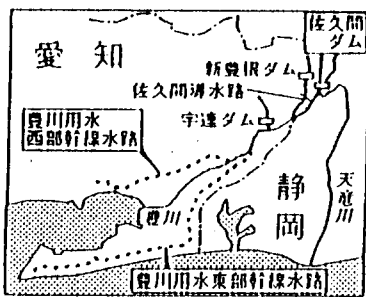 愛知
佐久間
ダム
新豊根ダム
佐久間導水路
宇連ダム
豊川用水
西部幹線水路
静岡
天竜川
豊川
豊川用水東部幹線水路